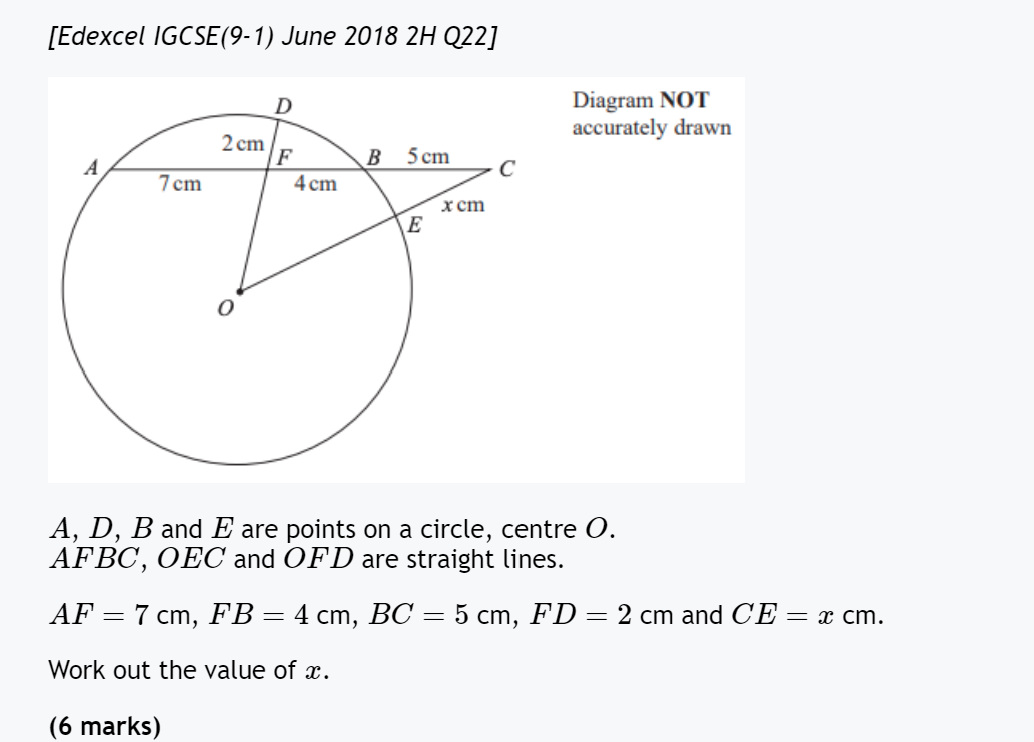 [Edexcel IGCSE(9-1) June 2018 2H Q22]
Diagram NOT
accurately drawn
D
2 cm
F
A
B
5 cm
C
7 cm
4 cm
x cm
E
O
A, D, B and E are points on a circle, centre O.
AFBC, OEC and OFD are straight lines.
AF = 7 cm, FB = 4 cm, BC = 5 cm, FD = 2 cm and CE = x cm.
Work out the value of x.
(6 marks)